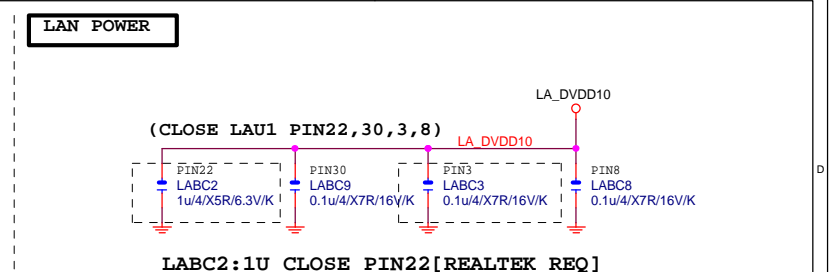 LAN POWER
LA_DVDD10
(CLOSE LAU1 PIN22,30,3,8)
LA_DVDD10
PIN22
LABC2
1u/4/X5R/6.3V/K
PIN30
LABC9
0.1u/4/X7R/16V/K
PIN3
LABC3
0.1u/4/X7R/16V/K
PIN8
LABC8
0.1u/4/X7R/16V/K
D
LABC2:1U CLOSE PIN22[REALTEK REQ]